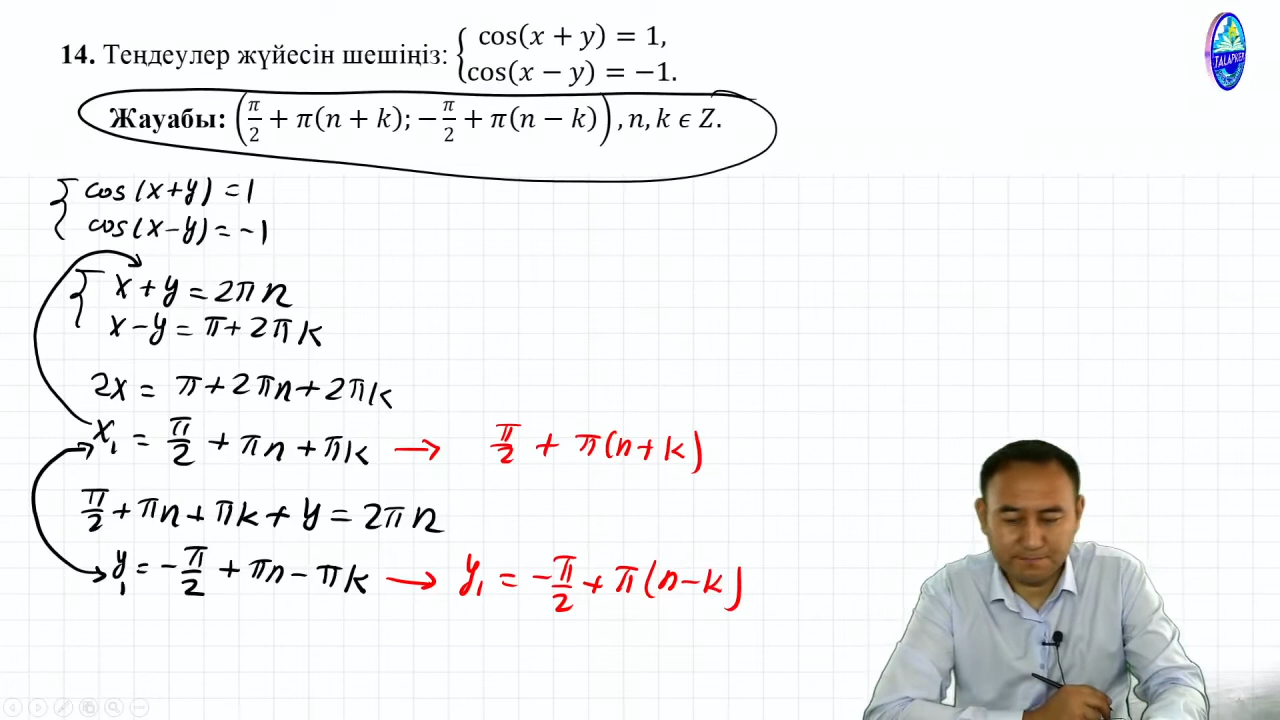 14. Теңдеулер жүйесін шешіңіз: { cos(x + y) = 1,
cos(x − y) = −1.
Жауабы: (π/2 + π(n + k); −π/2 + π(n − k)), n, k ϵ Z.
TALAPKER
{ cos(x+y) = 1
cos(x−y) = −1
{ x + y = 2πn
x − y = π + 2πk
2x = π + 2πn + 2πk
x₁ = π/2 + πn + πk → π/2 + π(n+k)
π/2 + πn + πk + y = 2πn
y₁ = −π/2 + πn − πk → y₁ = −π/2 + π(n−k)